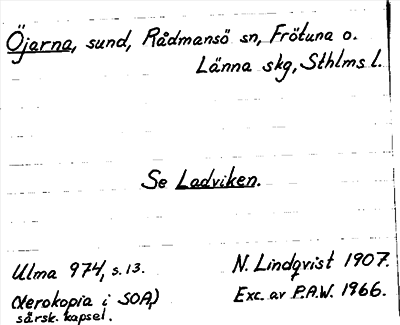 Öjarna, sund, Rådmansö sn, Frötuna o.
Länna skg, Sthlms l.
Se Ladviken.
Ulma 974, s. 13.
N. Lindqvist 1907.
(Xerokopia i SOA,)
Exc. av P.A.W. 1966.
särsk. kapsel.